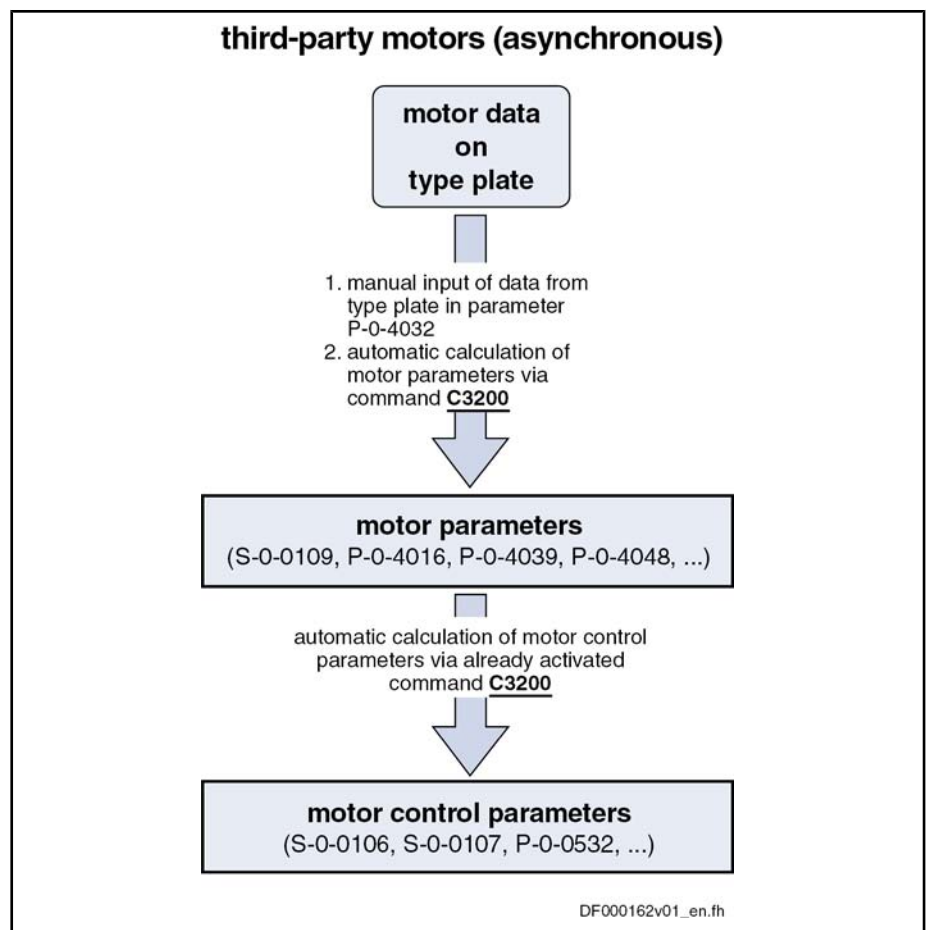 third-party motors (asynchronous)
motor data
on
type plate
1. manual input of data from
type plate in parameter
P-0-4032
2. automatic calculation of
motor parameters via
command C3200
motor parameters
(S-0-0109, P-0-4016, P-0-4039, P-0-4048, ...)
automatic calculation of motor control
parameters via already activated
command C3200
motor control parameters
(S-0-0106, S-0-0107, P-0-0532, ...)
DF000162v01_en.fh